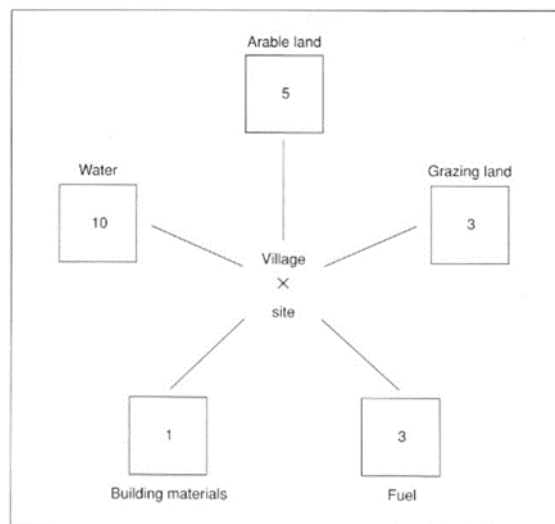 Arable land
5
Water
10
Grazing land
3
Village
×
site
1
Building materials
3
Fuel